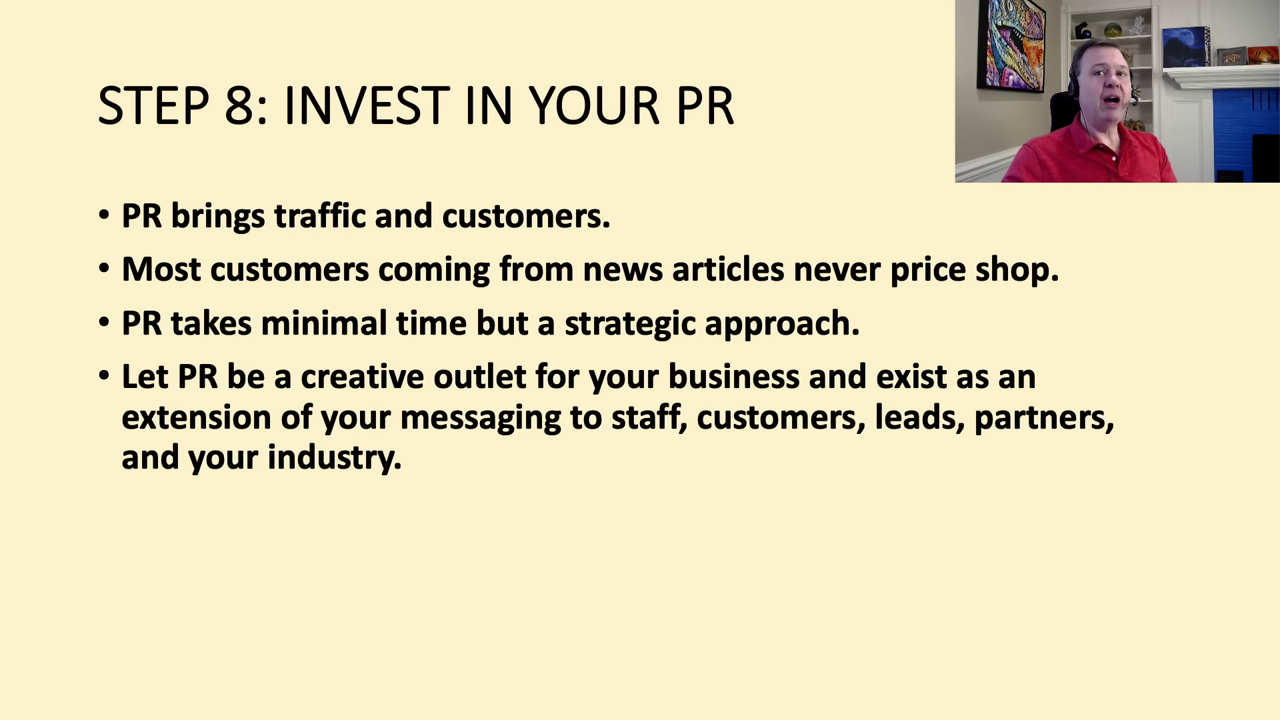 STEP 8: INVEST IN YOUR PR
• PR brings traffic and customers.
• Most customers coming from news articles never price shop.
• PR takes minimal time but a strategic approach.
• Let PR be a creative outlet for your business and exist as an
extension of your messaging to staff, customers, leads, partners,
and your industry.